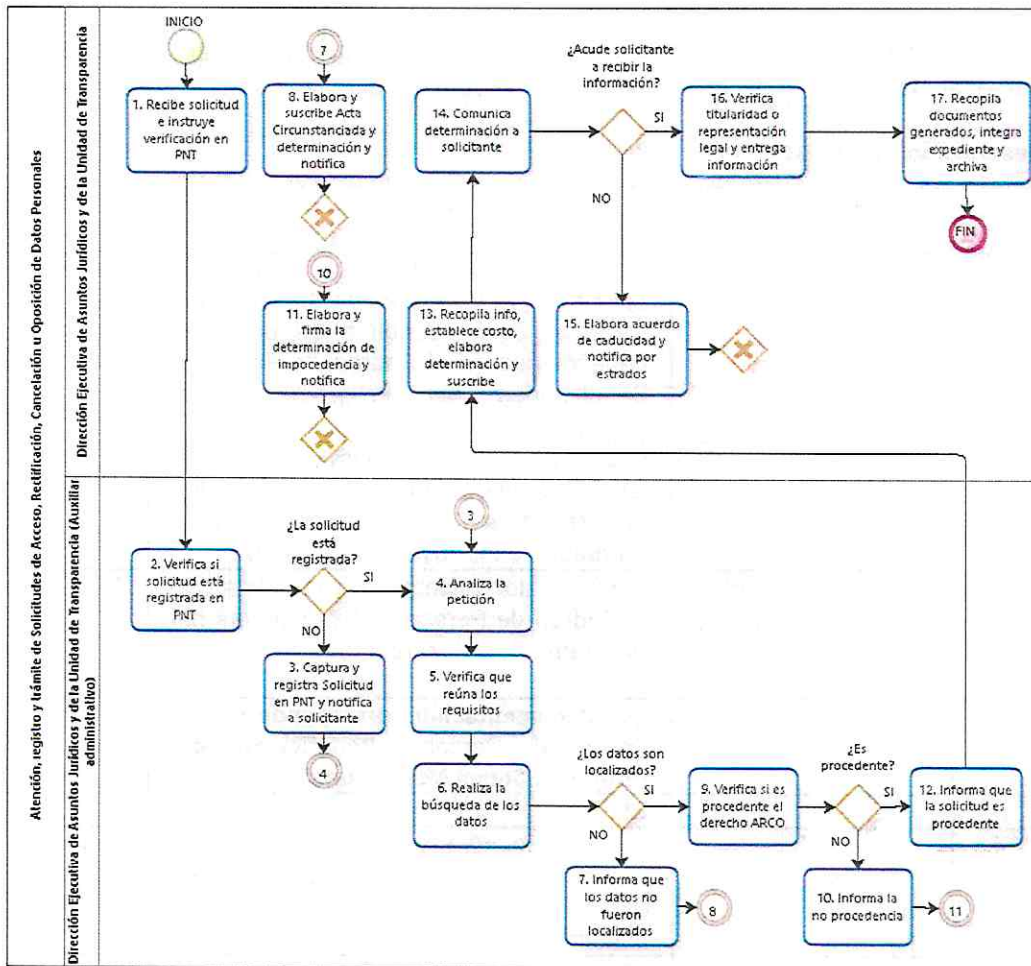 Atención, registro y trámite de Solicitudes de Acceso, Rectificación, Cancelación u Oposición de Datos Personales
Dirección Ejecutiva de Asuntos Jurídicos y de la Unidad de Transparencia
INICIO
1. Recibe solicitud
e instruye
verificación en
PNT
7
8. Elabora y
suscribe Acta
Circunstanciada y
determinación y
notifica
10
11. Elabora y
firma la
determinación de
impocedencia y
notifica
14. Comunica
determinación a
solicitante
13. Recopila info,
establece costo,
elabora
determinación y
suscribe
¿Acude solicitante
a recibir la
información?
SI
NO
15. Elabora acuerdo
de caducidad y
notifica por
estrados
16. Verifica
titularidad o
representación
legal y entrega
información
17. Recopila
documentos
generados, integra
expediente y
archiva
FIN
Dirección Ejecutiva de Asuntos Jurídicos y de la Unidad de Transparencia (Auxiliar
administrativo)
2. Verifica si
solicitud está
registrada en
PNT
¿La solicitud
está
registrada?
SI
NO
3. Captura y
registra Solicitud
en PNT y notifica
a solicitante
4
3
4. Analiza la
petición
5. Verifica que
reúna los
requisitos
6. Realiza la
búsqueda de los
datos
¿Los datos son
localizados?
SI
NO
7. Informa que
los datos no
fueron
localizados
8
9. Verifica si es
procedente el
derecho ARCO
¿Es
procedente?
SI
NO
10. Informa la
no procedencia
11
12. Informa que
la solicitud es
procedente